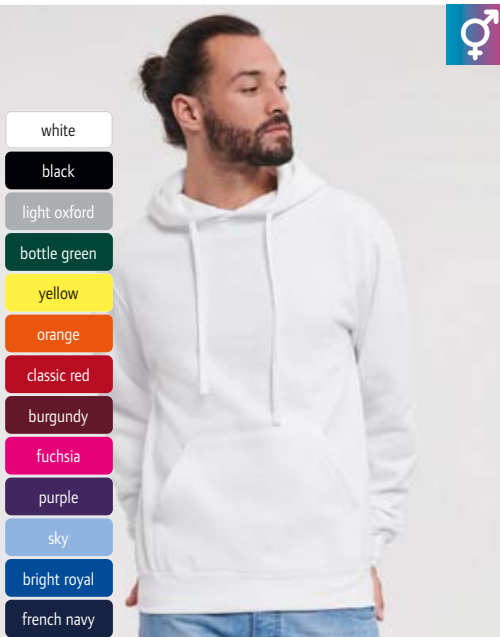 white
black
light oxford
bottle green
yellow
orange
classic red
burgundy
fuchsia
purple
sky
bright royal
french navy